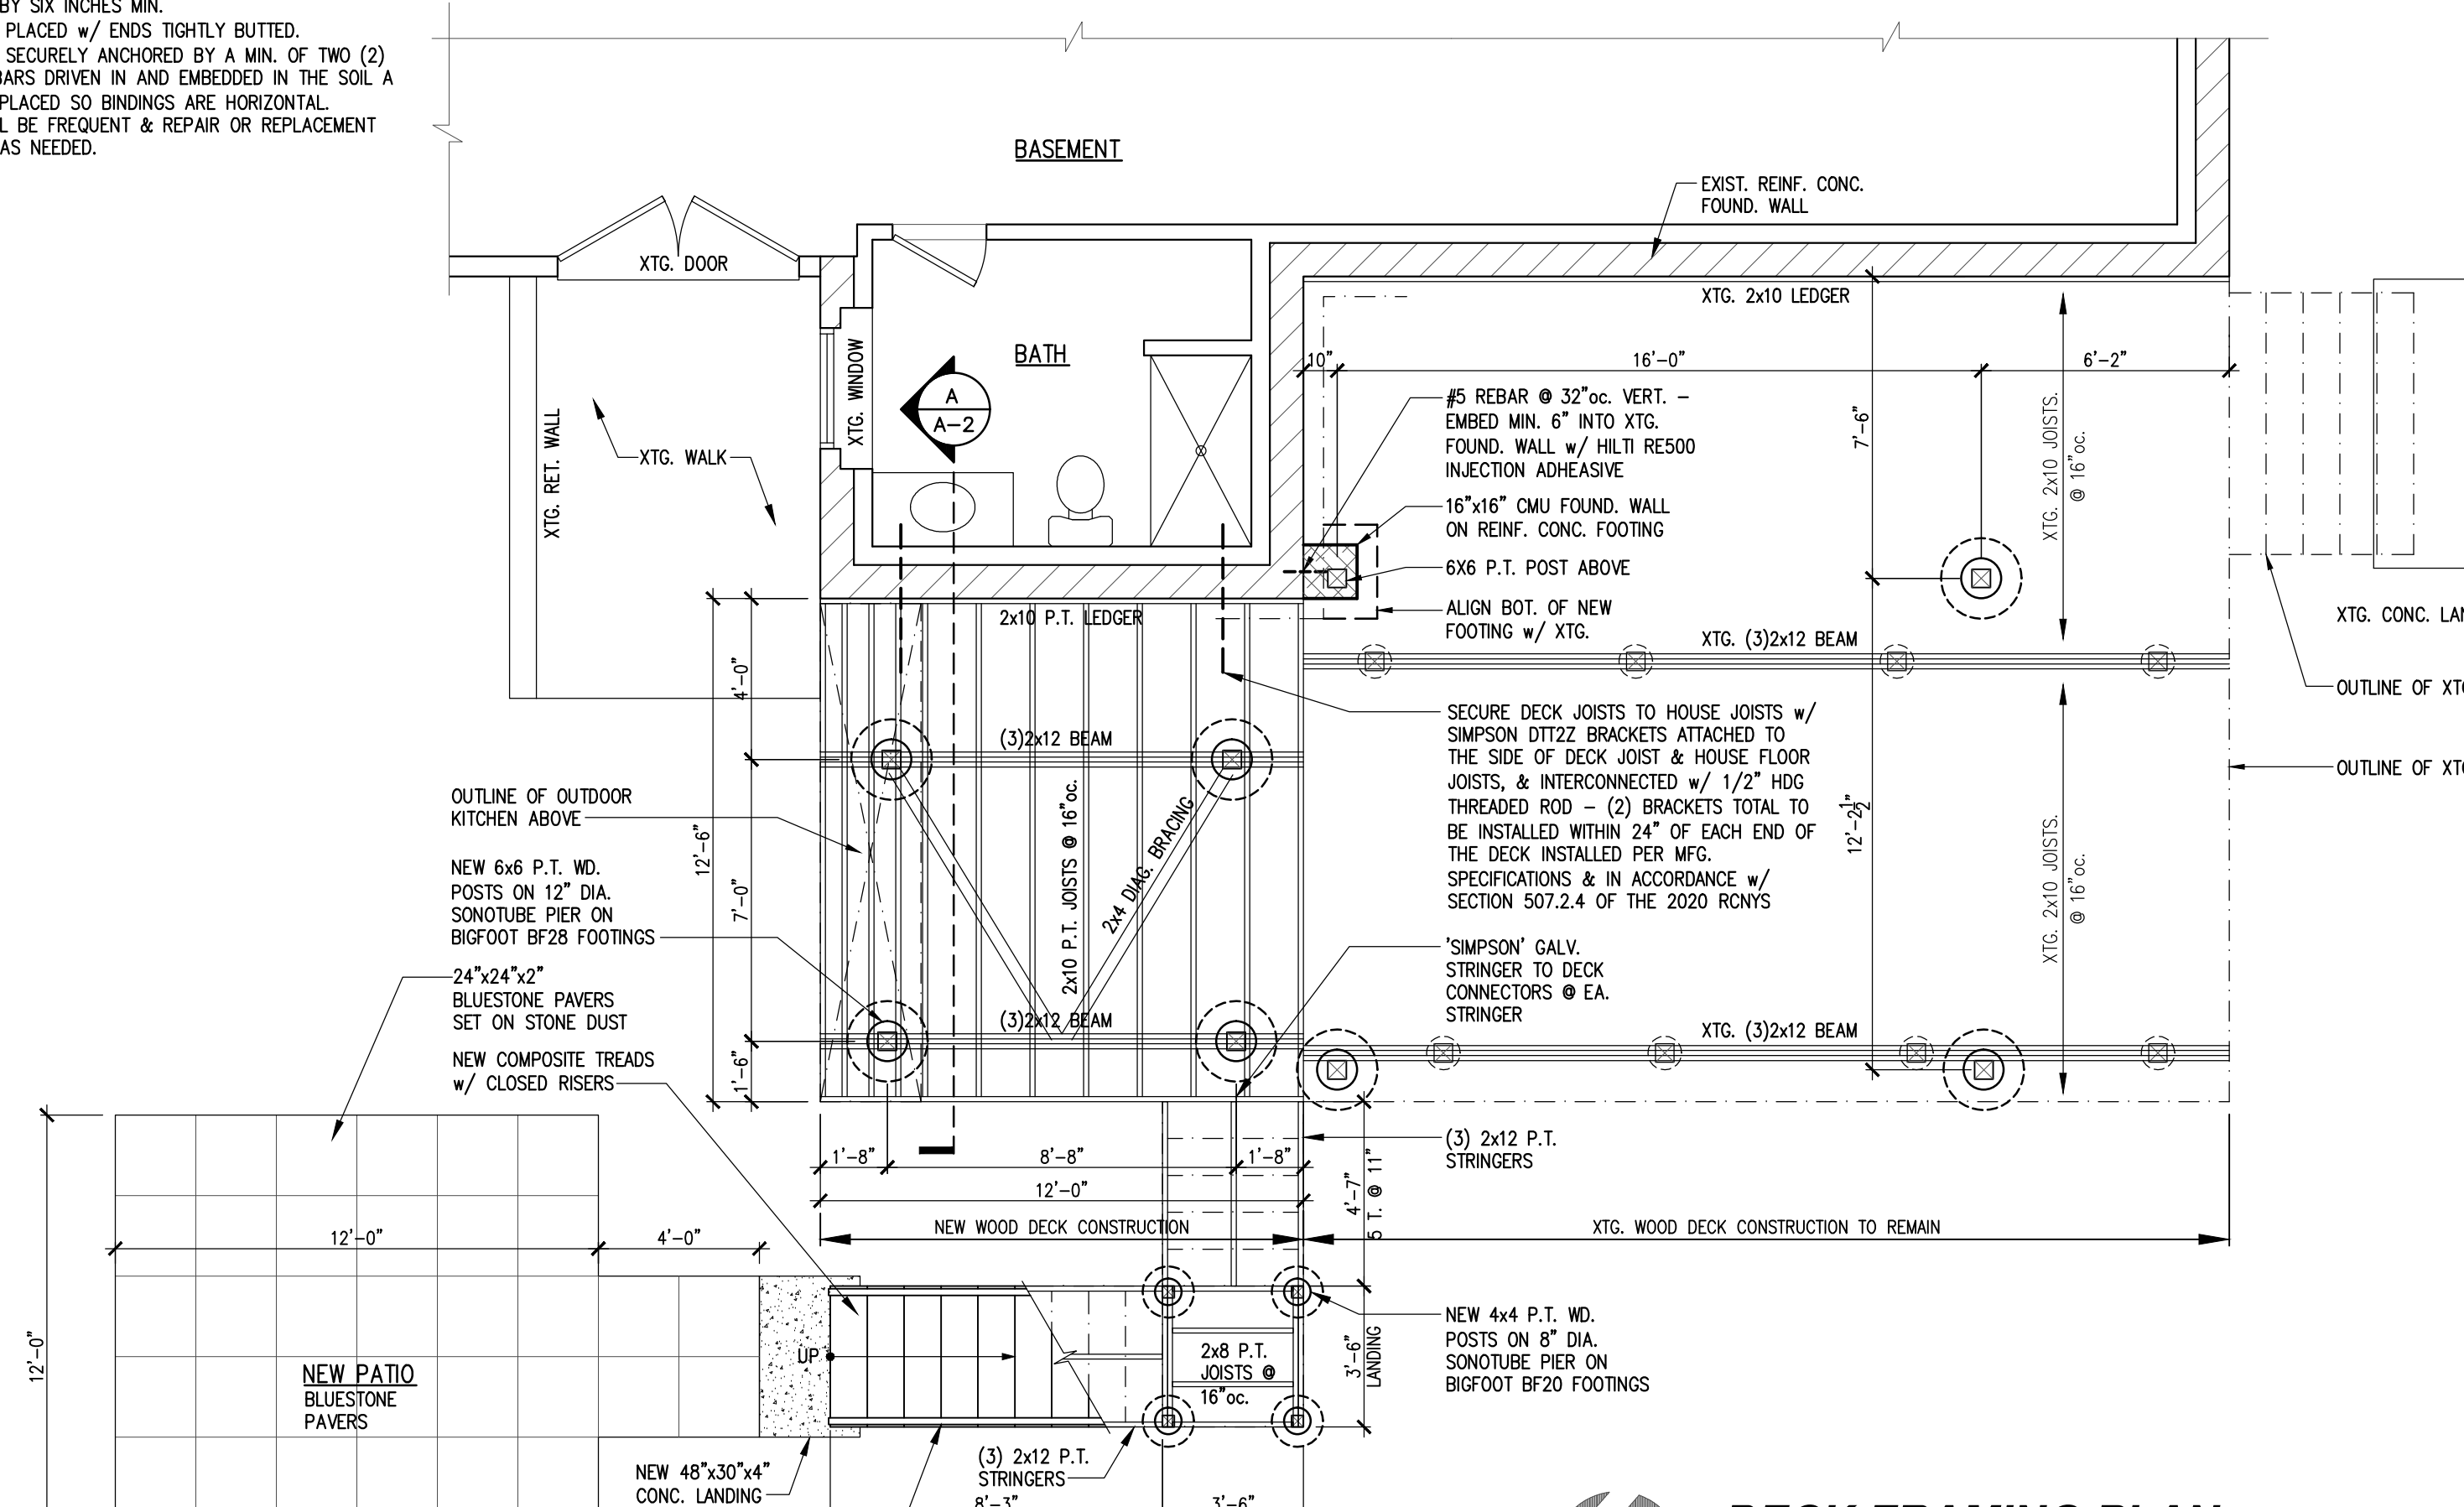 BY SIX INCHES MIN.
PLACED w/ ENDS TIGHTLY BUTTED.
SECURELY ANCHORED BY A MIN. OF TWO (2)
BARS DRIVEN IN AND EMBEDDED IN THE SOIL A
PLACED SO BINDINGS ARE HORIZONTAL.
BE FREQUENT & REPAIR OR REPLACEMENT
AS NEEDED.
BASEMENT
EXIST. REINF. CONC.
FOUND. WALL
XTG. DOOR
XTG. 2x10 LEDGER
XTG. WINDOW
BATH
A
A-2
10"
16'-0"
6'-2"
7'-6"
XTG. 2x10 JOISTS.
@ 16"oc.
XTG. RET. WALL
XTG. WALK
#5 REBAR @ 32"oc. VERT. -
EMBED MIN. 6" INTO XTG.
FOUND. WALL w/ HILTI RE500
INJECTION ADHEASIVE
16"x16" CMU FOUND. WALL
ON REINF. CONC. FOOTING
6X6 P.T. POST ABOVE
ALIGN BOT. OF NEW
FOOTING w/ XTG.
2x10 P.T. LEDGER
XTG. (3)2x12 BEAM
XTG. CONC.
OUTLINE OF
OUTLINE OF
4'-0"
(3)2x12 BEAM
SECURE DECK JOISTS TO HOUSE JOISTS w/
SIMPSON DTT2Z BRACKETS ATTACHED TO
THE SIDE OF DECK JOIST & HOUSE FLOOR
JOISTS, & INTERCONNECTED w/ 1/2" HDG
THREADED ROD - (2) BRACKETS TOTAL TO
BE INSTALLED WITHIN 24" OF EACH END OF
THE DECK INSTALLED PER MFG.
SPECIFICATIONS & IN ACCORDANCE w/
SECTION 507.2.4 OF THE 2020 RCNYS
OUTLINE OF OUTDOOR
KITCHEN ABOVE
12'-6"
7'-0"
2x10 P.T. JOISTS @ 16"oc.
2x4 DIAG. BRACING
12'-2 1/2"
XTG. 2x10 JOISTS.
@ 16"oc.
NEW 6x6 P.T. WD.
POSTS ON 12" DIA.
SONOTUBE PIER ON
BIGFOOT BF28 FOOTINGS
24"x24"x2"
BLUESTONE PAVERS
SET ON STONE DUST
'SIMPSON' GALV.
STRINGER TO DECK
CONNECTORS @ EA.
STRINGER
(3)2x12 BEAM
XTG. (3)2x12 BEAM
1'-6"
NEW COMPOSITE TREADS
w/ CLOSED RISERS
(3) 2x12 P.T.
STRINGERS
1'-8"
8'-8"
1'-8"
12'-0"
4'-7"
5 T. @ 11"
NEW WOOD DECK CONSTRUCTION
XTG. WOOD DECK CONSTRUCTION TO REMAIN
12'-0"
4'-0"
12'-0"
NEW PATIO
BLUESTONE
PAVERS
UP
2x8 P.T.
JOISTS @
16"oc.
3'-6"
LANDING
NEW 4x4 P.T. WD.
POSTS ON 8" DIA.
SONOTUBE PIER ON
BIGFOOT BF20 FOOTINGS
NEW 48"x30"x4"
CONC. LANDING
(3) 2x12 P.T.
STRINGERS
8'-3"
3'-6"
DECK FRAMING PLAN